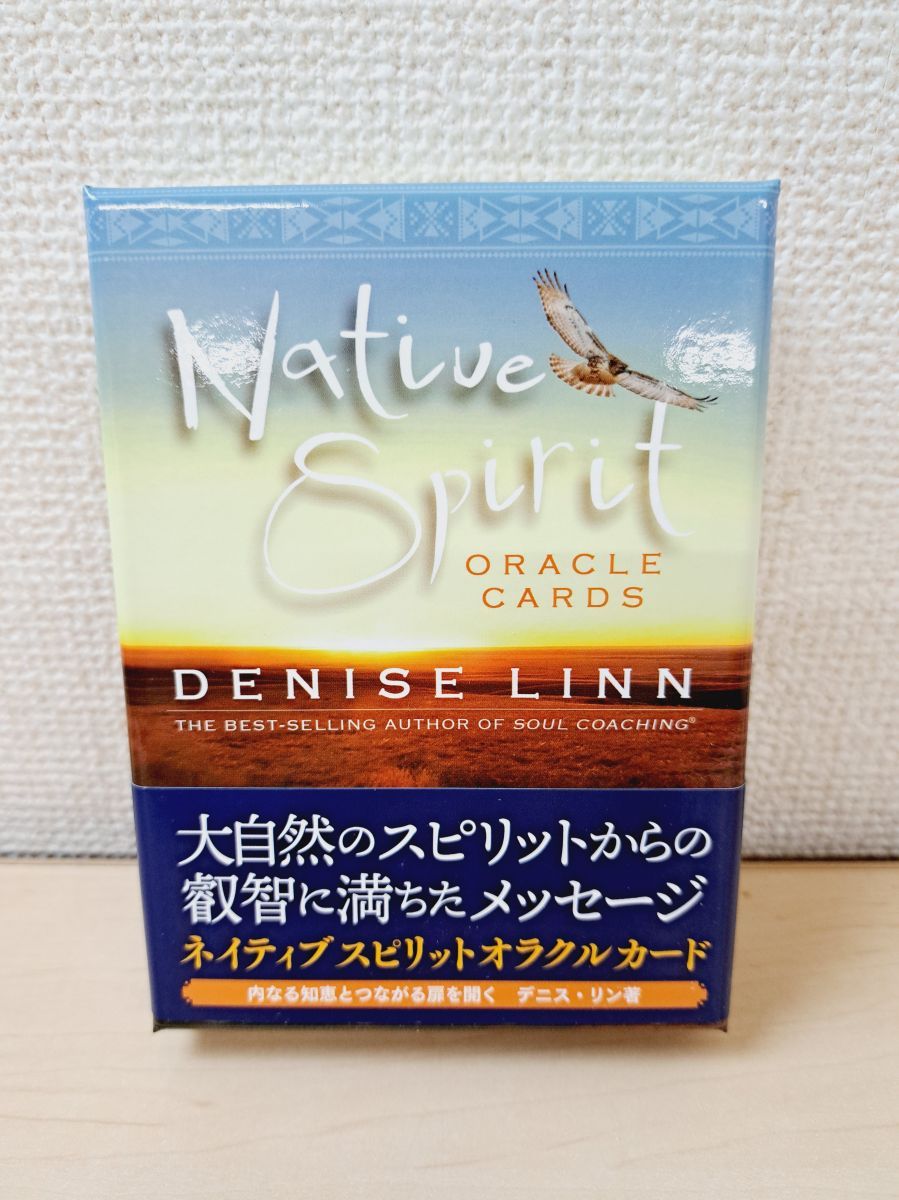 Native
Spirit
ORACLE
CARDS
DENISE LINN
THE BEST-SELLING AUTHOR OF SOUL COACHING®
大自然のスピリットからの
叡智に満ちたメッセージ
ネイティブ スピリット オラクル カード
内なる知恵とつながる扉を開く　デニス・リン著